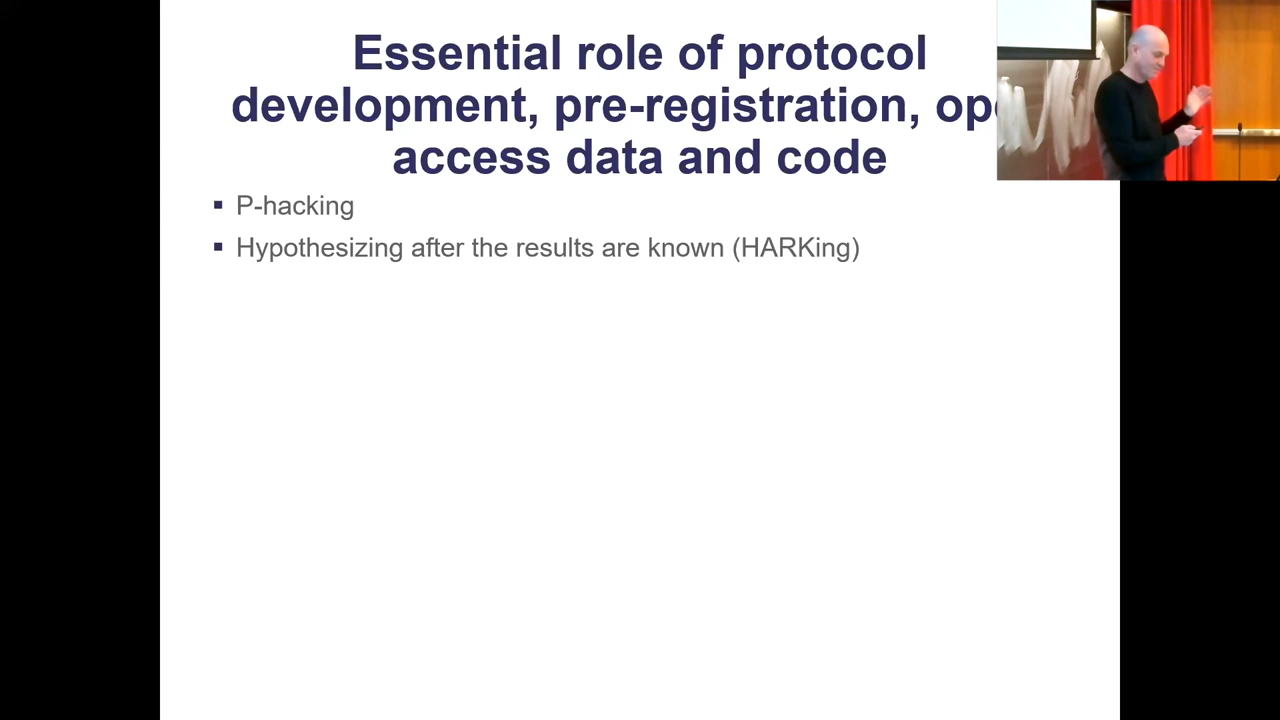 Essential role of protocol
development, pre-registration,
access data and code
▪ P-hacking
▪ Hypothesizing after the results are known (HARKing)